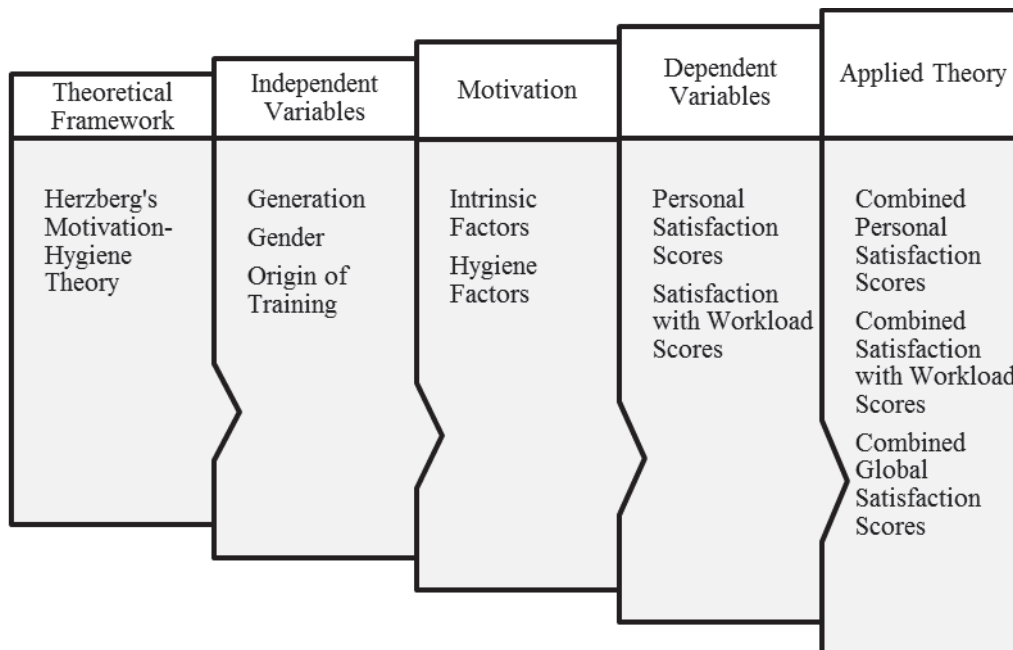 Theoretical
Framework
Independent
Variables
Motivation
Dependent
Variables
Applied Theory
Herzberg's
Motivation-
Hygiene
Theory
Generation
Gender
Origin of
Training
Intrinsic
Factors
Hygiene
Factors
Personal
Satisfaction
Scores
Satisfaction
with Workload
Scores
Combined
Personal
Satisfaction
Scores
Combined
Satisfaction
with Workload
Scores
Combined
Global
Satisfaction
Scores